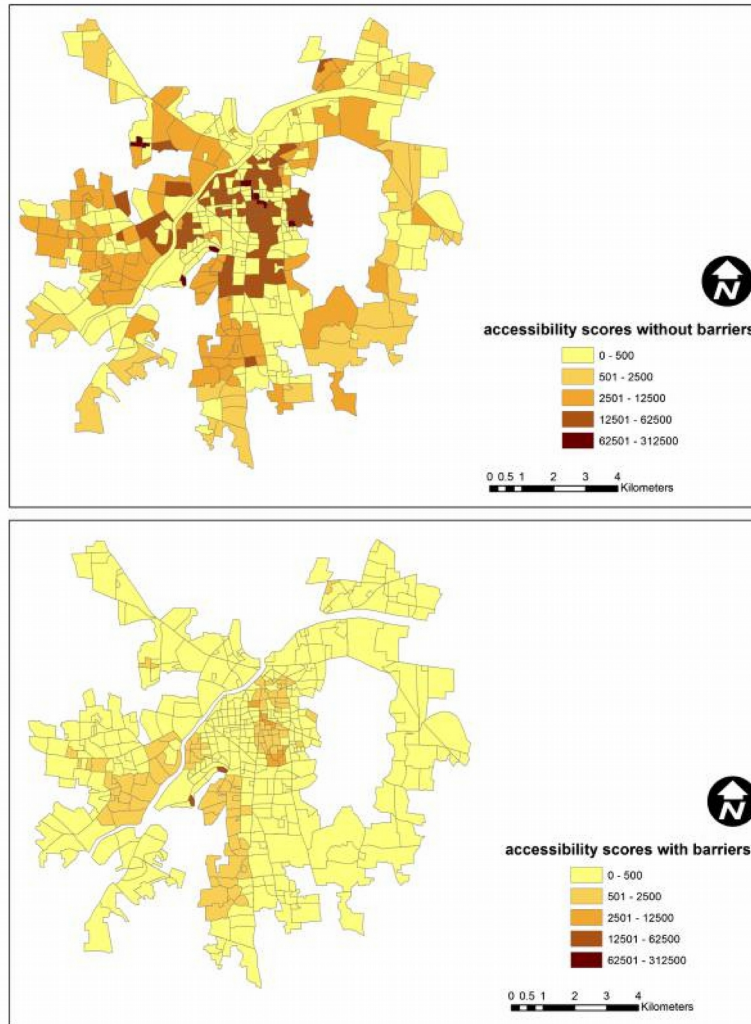 N
accessibility scores without barriers
0 - 500
501 - 2500
2501 - 12500
12501 - 62500
62501 - 312500
0 0.5 1 2 3 4
Kilometers
N
accessibility scores with barriers
0 - 500
501 - 2500
2501 - 12500
12501 - 62500
62501 - 312500
0 0.5 1 2 3 4
Kilometers